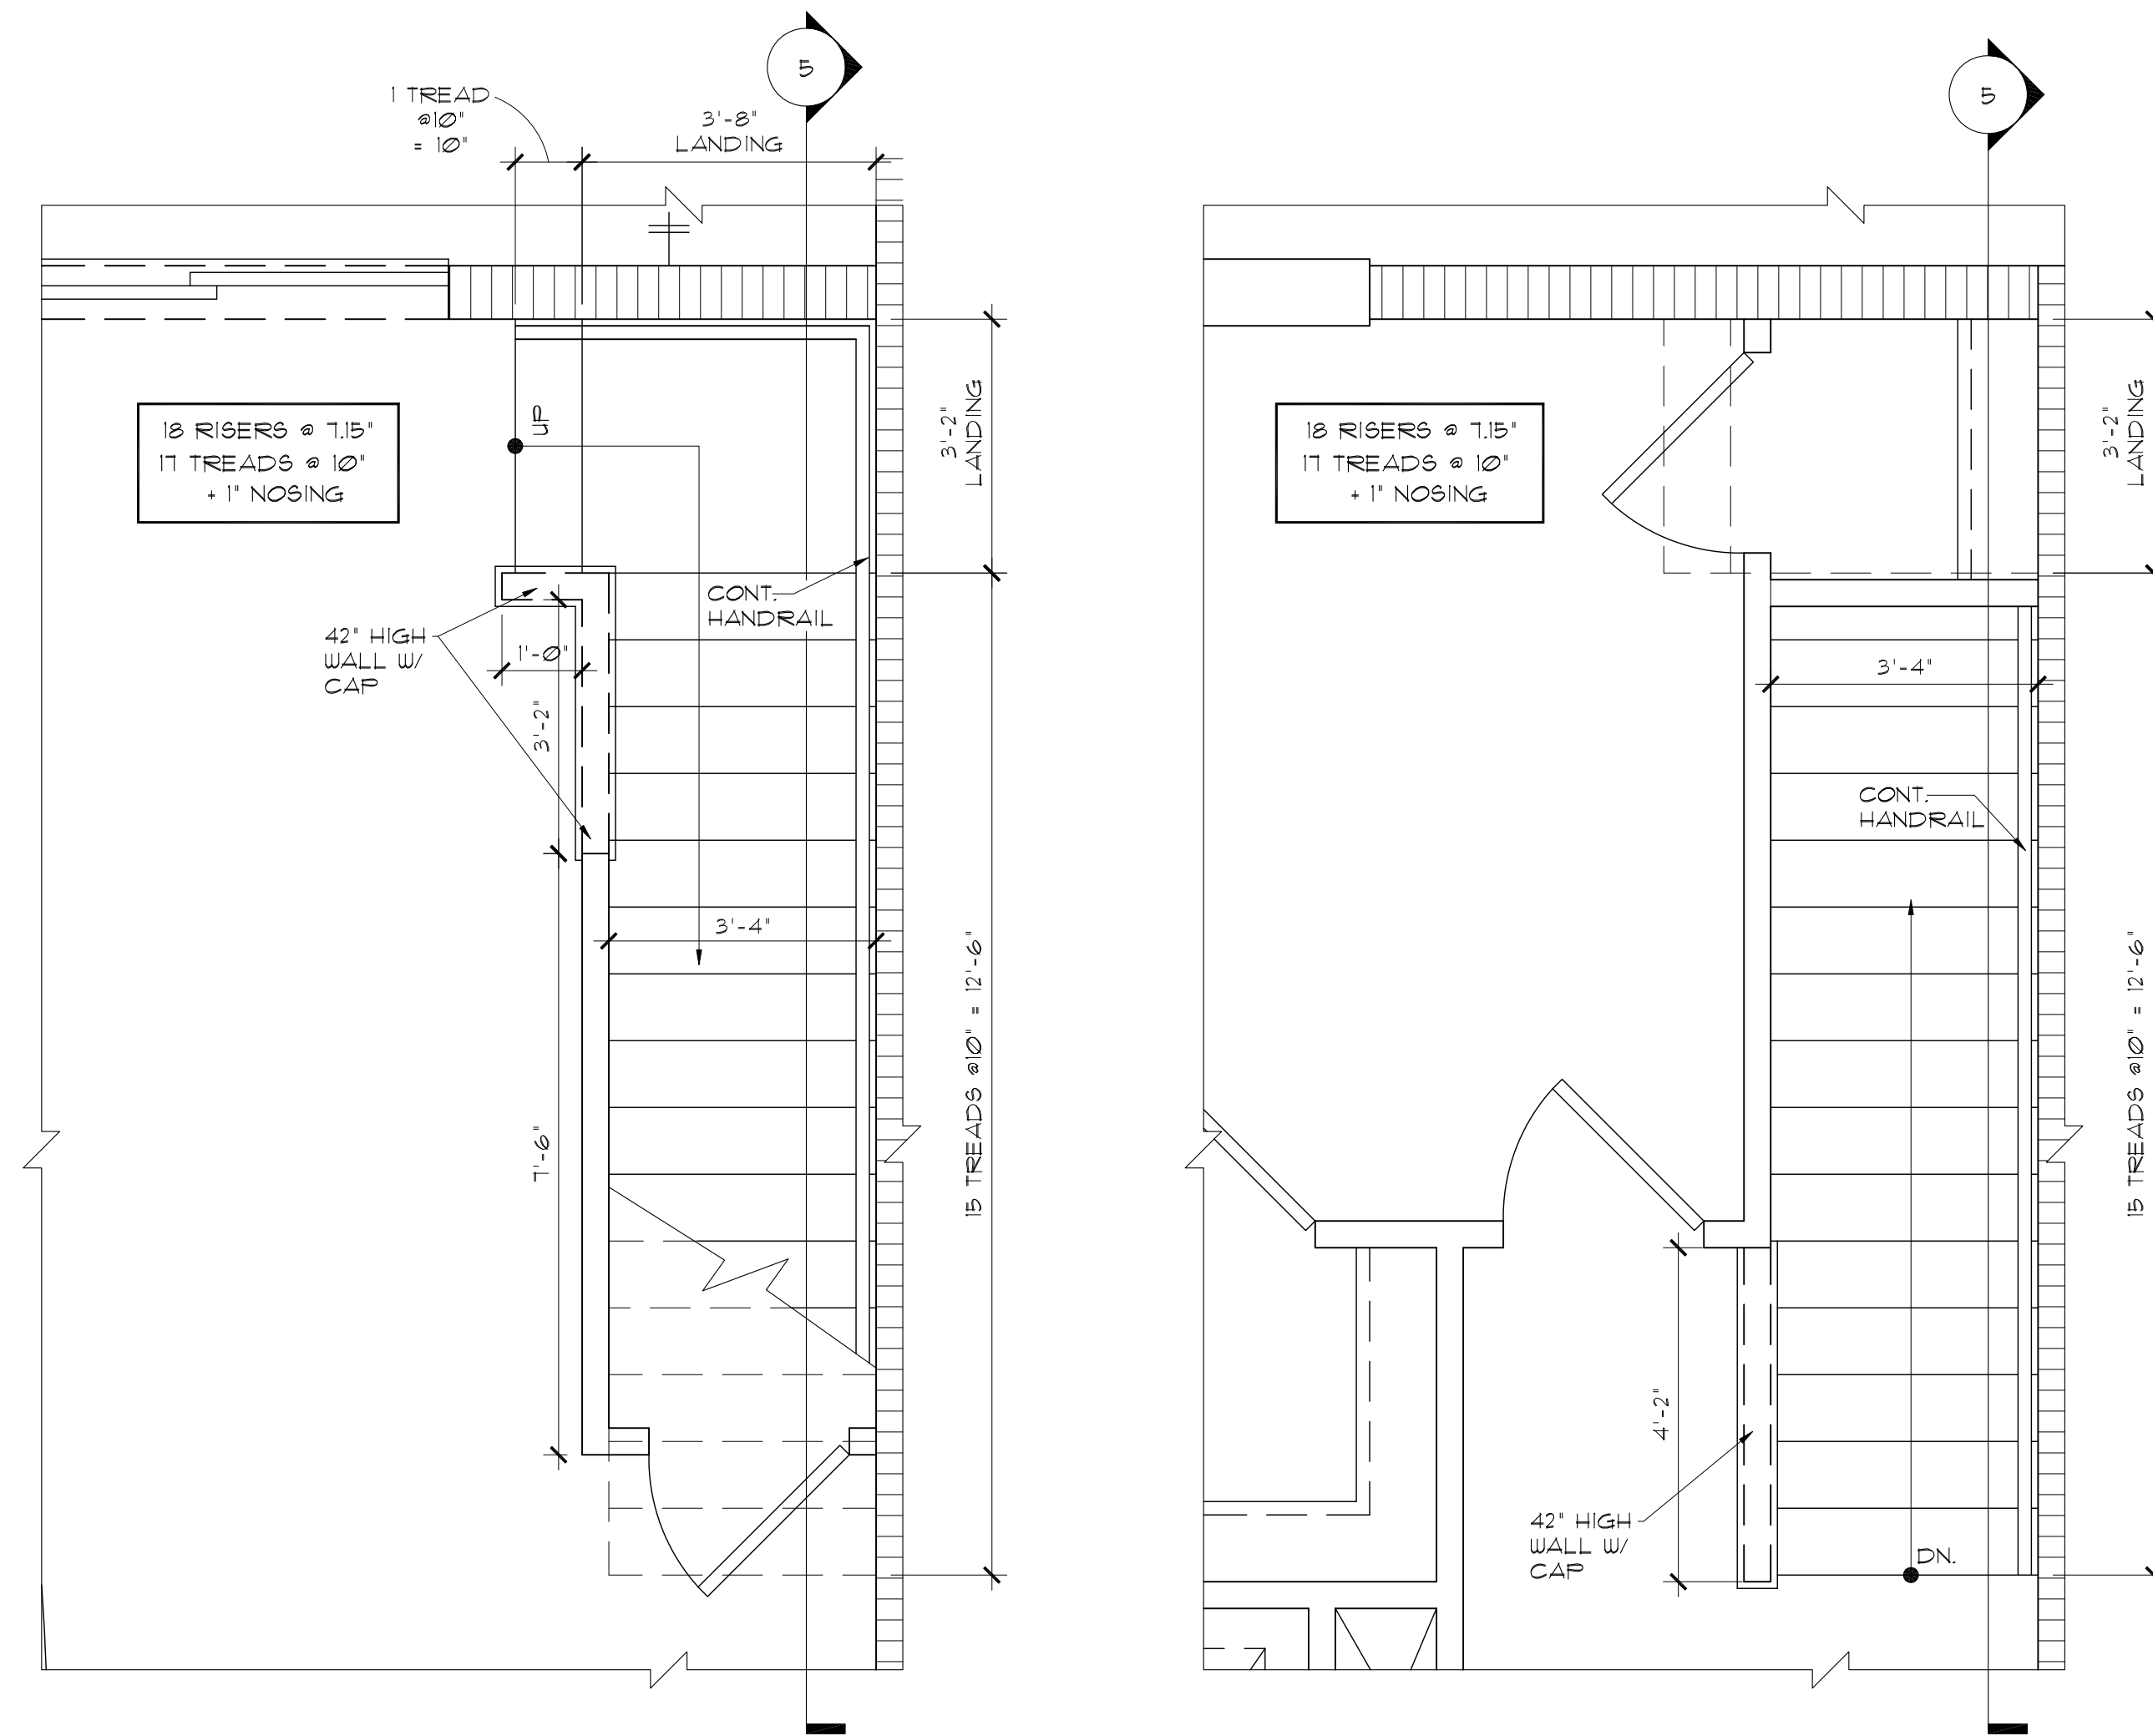 5
1 TREAD
@10"
= 10"
3'-8"
LANDING
18 RISERS @ 7.15"
17 TREADS @ 10"
+ 1" NOSING
UP
3'-2"
LANDING
CONT.
HANDRAIL
42" HIGH
WALL W/
CAP
1'-0"
3'-2"
3'-4"
7'-6"
15 TREADS @10" = 12'-6"
5
18 RISERS @ 7.15"
17 TREADS @ 10"
+ 1" NOSING
3'-2"
LANDING
3'-4"
CONT.
HANDRAIL
15 TREADS @10" = 12'-6"
4'-2"
42" HIGH
WALL W/
CAP
DN.